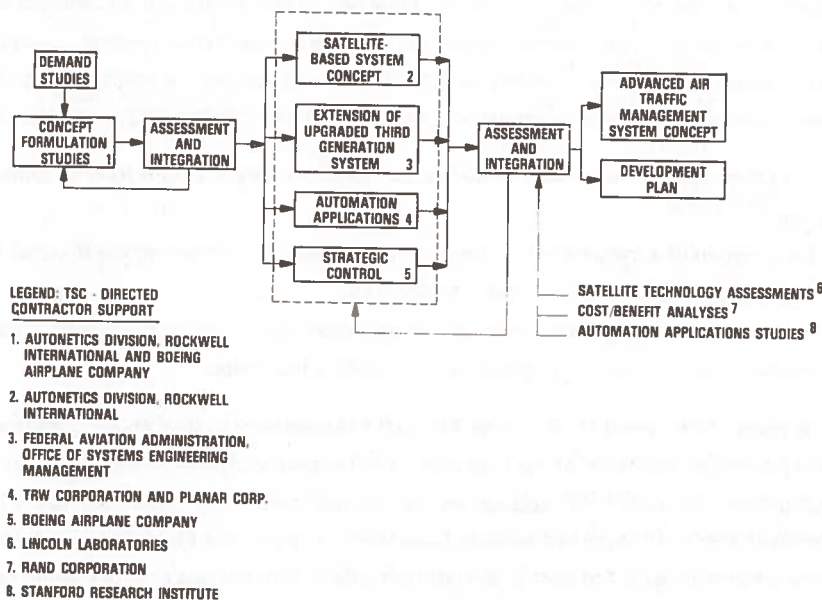 DEMAND
STUDIES
CONCEPT
FORMULATION
STUDIES 1
ASSESSMENT
AND
INTEGRATION
SATELLITE-
BASED SYSTEM
CONCEPT 2
EXTENSION OF
UPGRADED THIRD
GENERATION
SYSTEM 3
AUTOMATION
APPLICATIONS 4
STRATEGIC
CONTROL 5
ASSESSMENT
AND
INTEGRATION
ADVANCED AIR
TRAFFIC
MANAGEMENT
SYSTEM CONCEPT
DEVELOPMENT
PLAN
SATELLITE TECHNOLOGY ASSESSMENTS 6
COST/BENEFIT ANALYSES 7
AUTOMATION APPLICATIONS STUDIES 8
LEGEND: TSC - DIRECTED
CONTRACTOR SUPPORT
1. AUTONETICS DIVISION, ROCKWELL
INTERNATIONAL AND BOEING
AIRPLANE COMPANY
2. AUTONETICS DIVISION, ROCKWELL
INTERNATIONAL
3. FEDERAL AVIATION ADMINISTRATION,
OFFICE OF SYSTEMS ENGINEERING
MANAGEMENT
4. TRW CORPORATION AND PLANAR CORP.
5. BOEING AIRPLANE COMPANY
6. LINCOLN LABORATORIES
7. RAND CORPORATION
8. STANFORD RESEARCH INSTITUTE